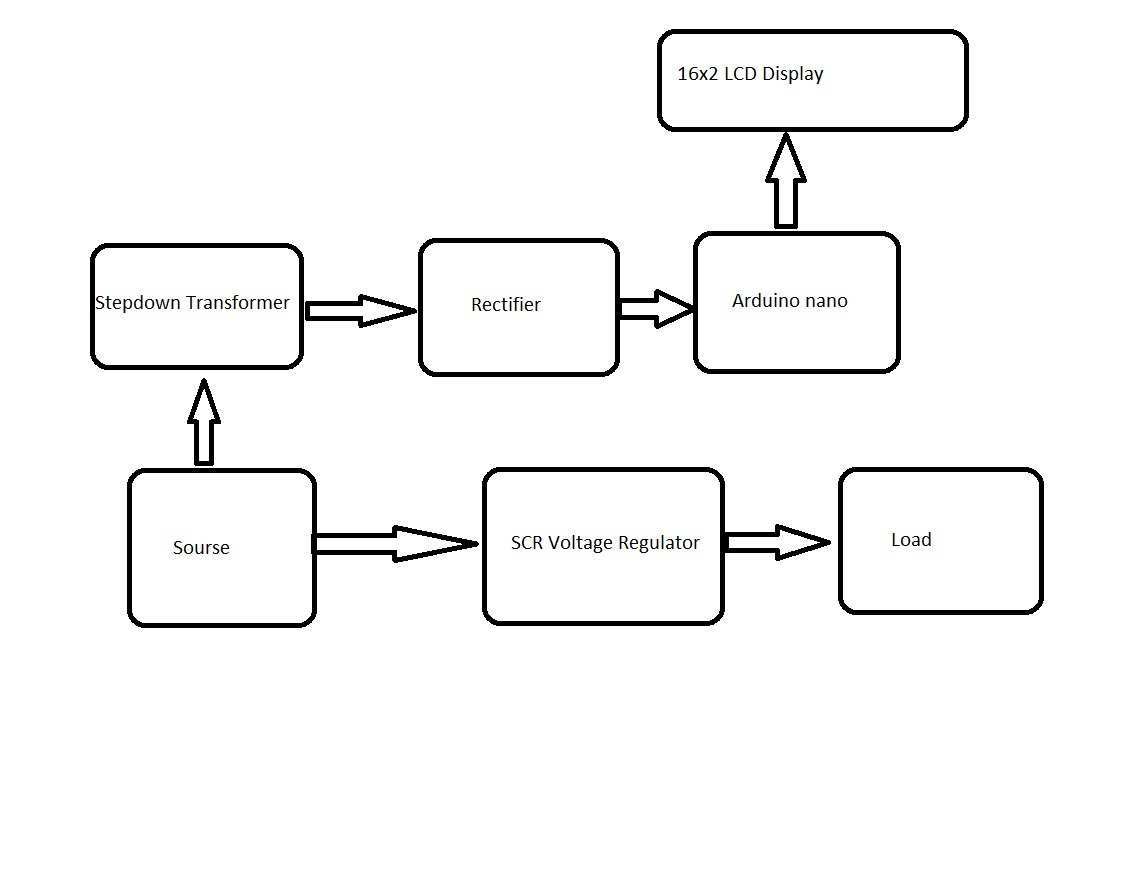 16x2 LCD Display
Stepdown Transformer
Rectifier
Arduino nano
Sourse
SCR Voltage Regulator
Load